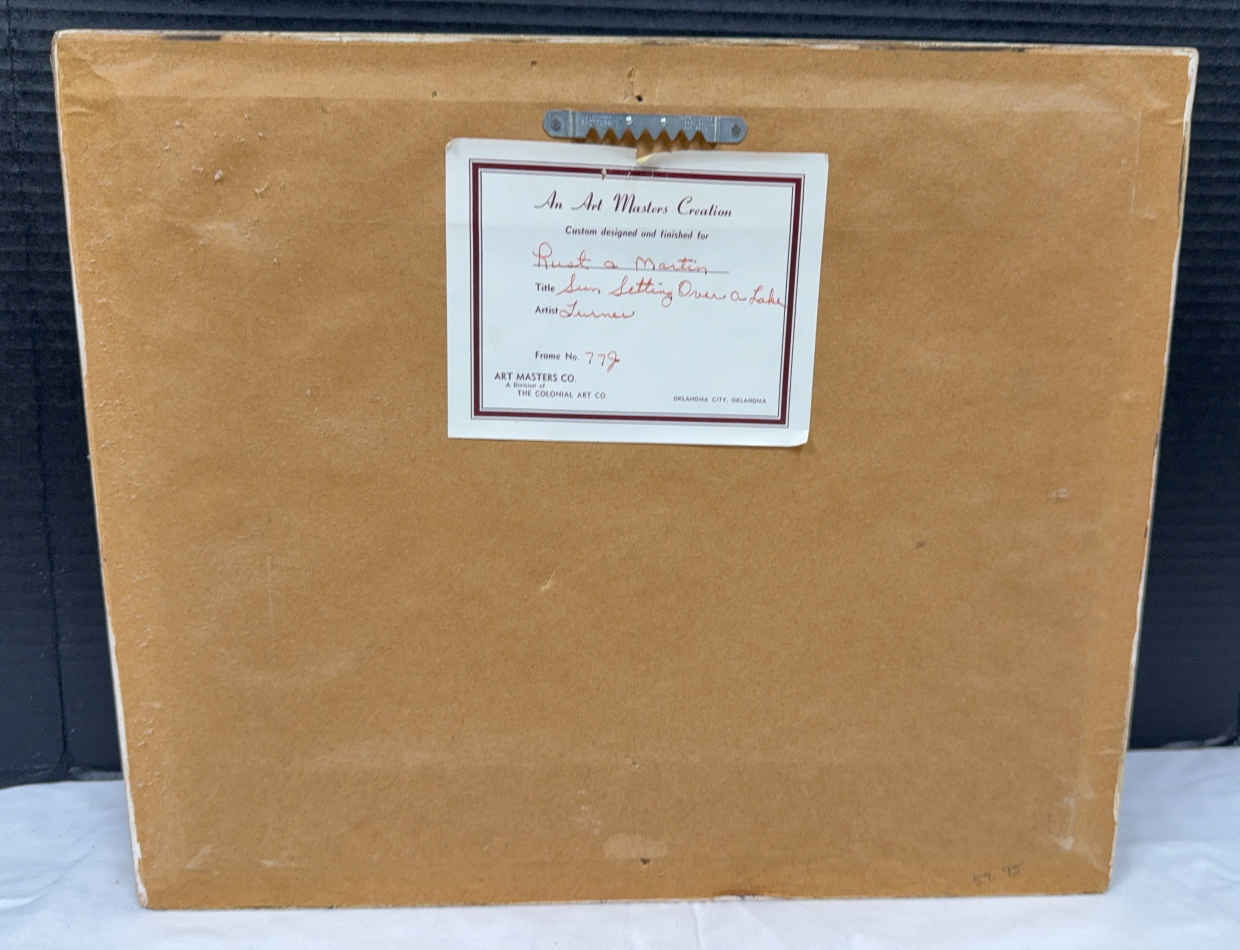 An Art Masters Creation
Custom designed and finished for
Rust & Martin
Title Sun Setting Over a Lake
Artist Turner
Frame No. 779
ART MASTERS CO.
A Division of
THE COLONIAL ART CO.
OKLAHOMA CITY, OKLAHOMA